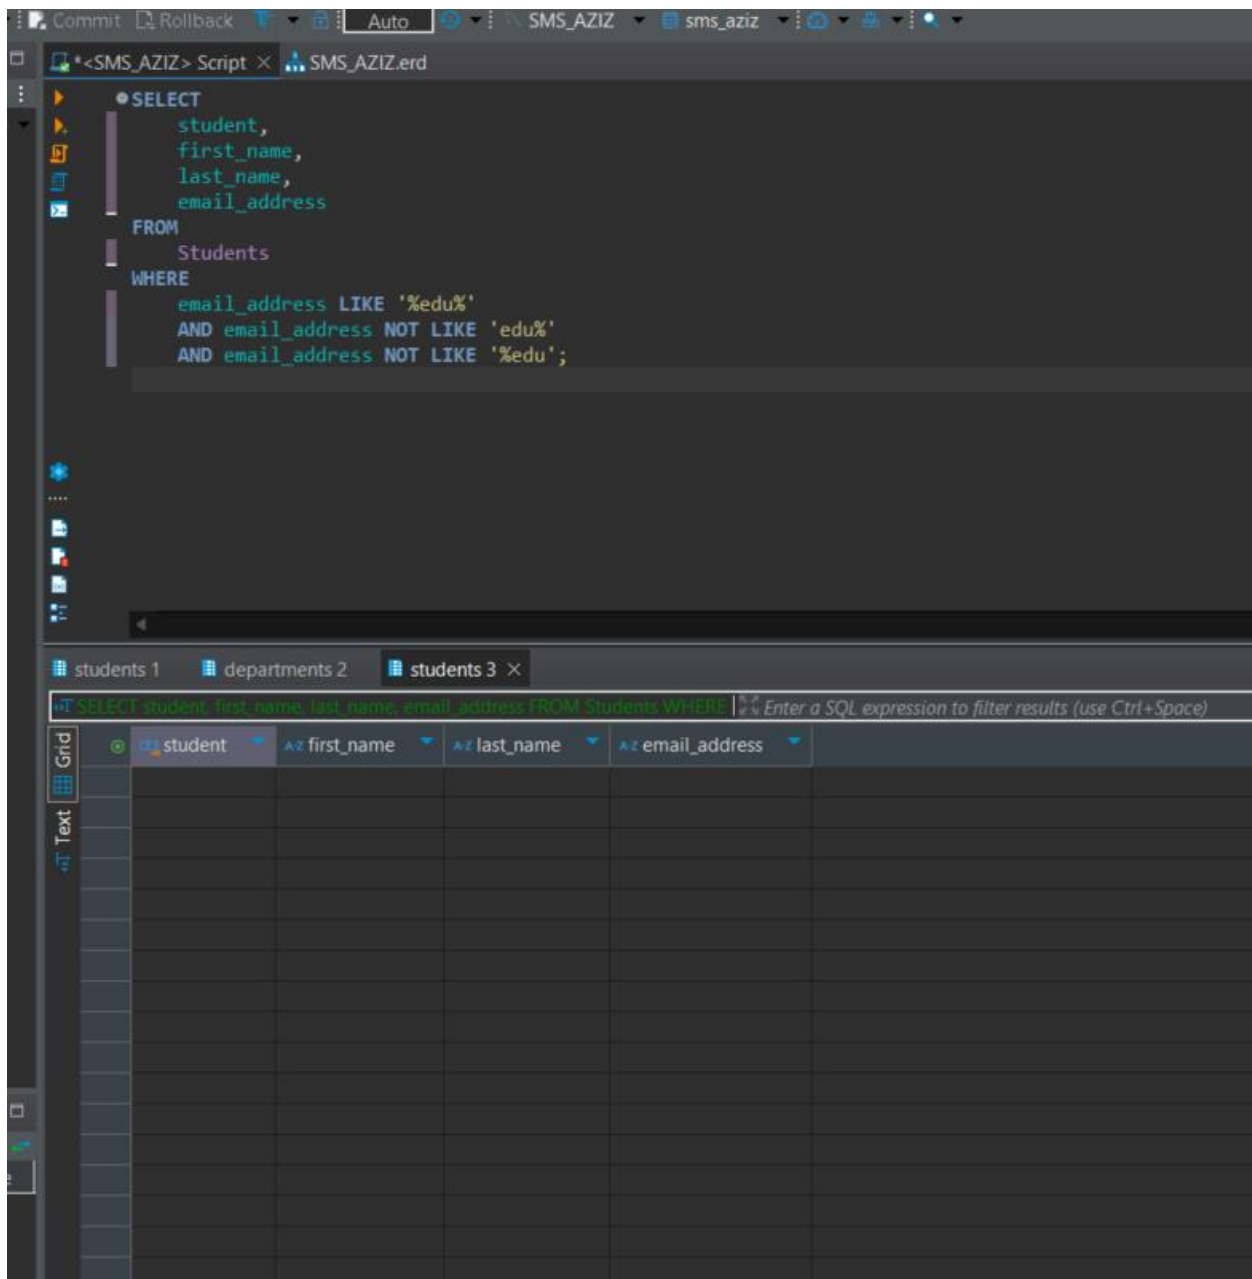 Commit Rollback Auto SMS_AZIZ sms_aziz
*<SMS_AZIZ> Script SMS_AZIZ.erd
SELECT
student,
first_name,
last_name,
email_address
FROM
Students
WHERE
email_address LIKE '%edu%'
AND email_address NOT LIKE 'edu%'
AND email_address NOT LIKE '%edu';
students 1 departments 2 students 3
SELECT student, first_name, last_name, email_address FROM Students WHERE Enter a SQL expression to filter results (use Ctrl+Space)
Grid
Text
123 student A-Z first_name A-Z last_name A-Z email_address